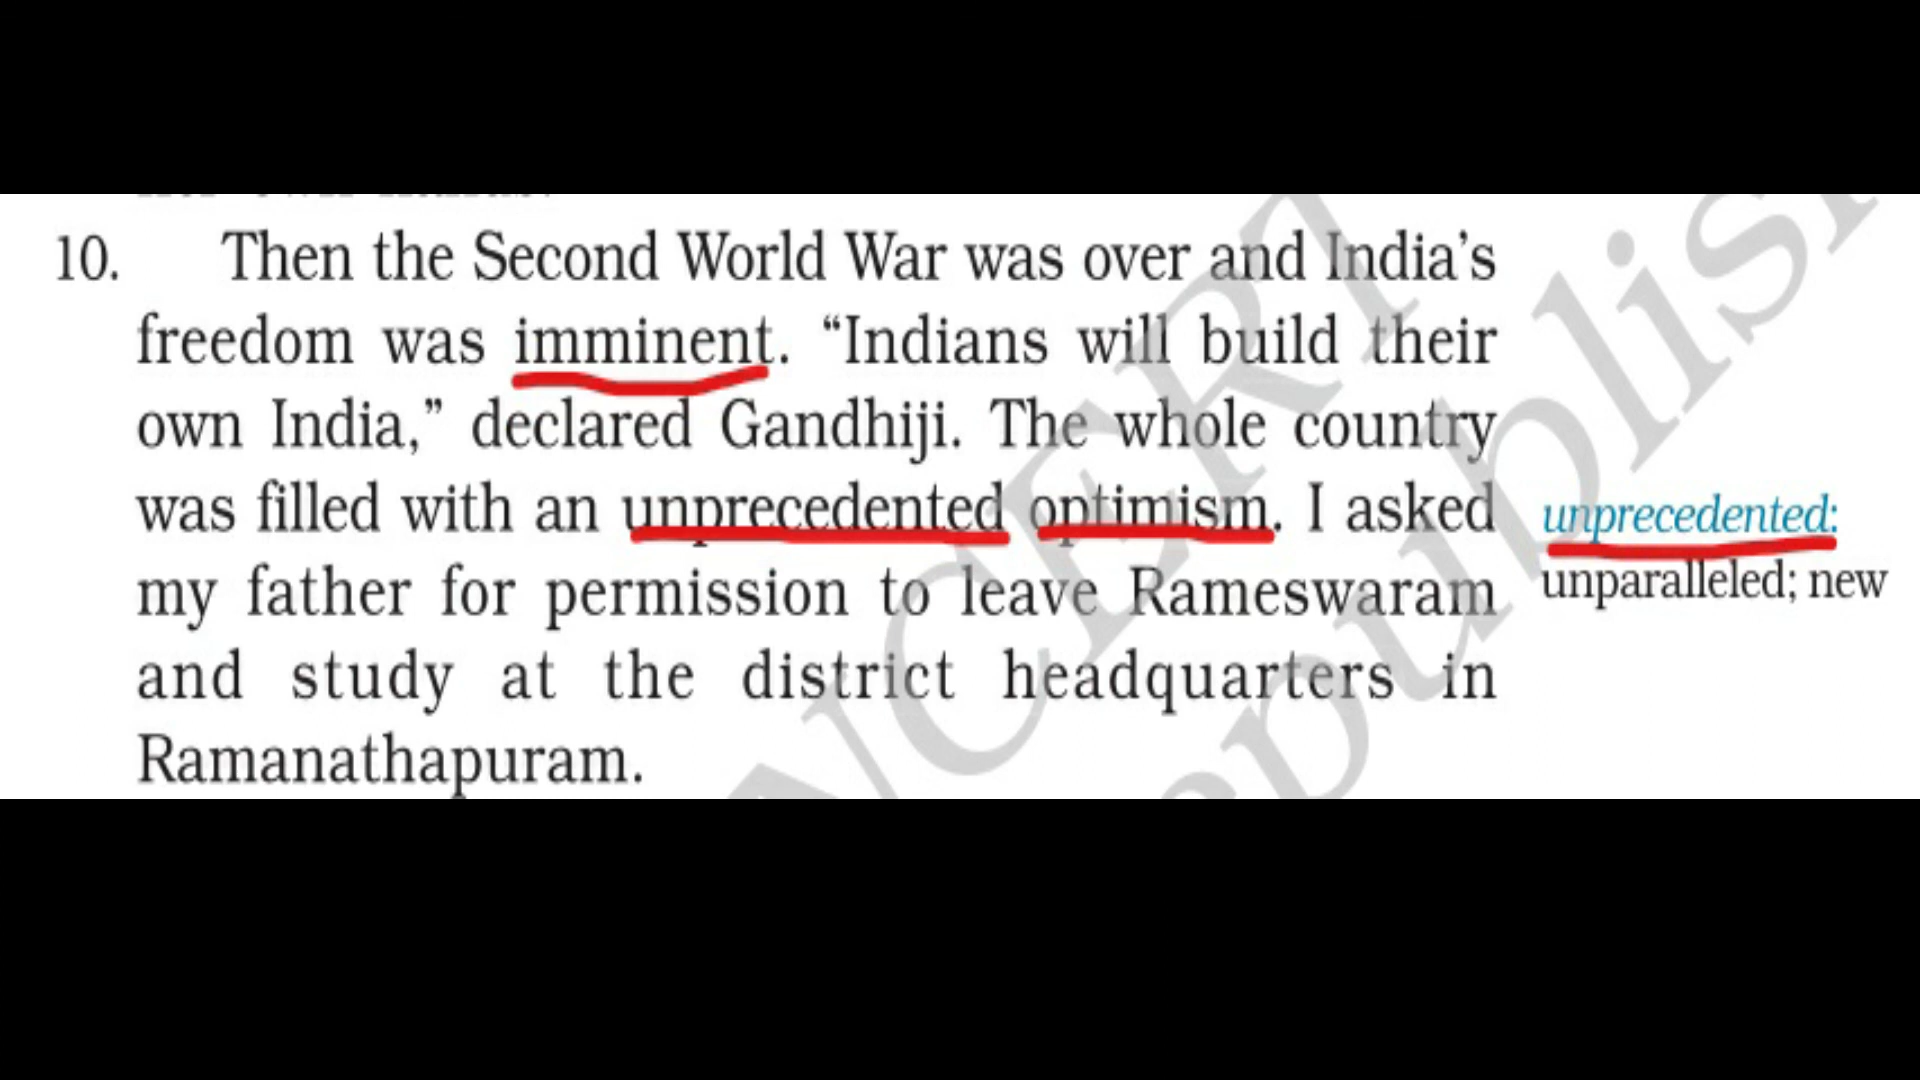 10. Then the Second World War was over and India’s
freedom was imminent. “Indians will build their
own India,” declared Gandhiji. The whole country
was filled with an unprecedented optimism. I asked
my father for permission to leave Rameswaram
and study at the district headquarters in
Ramanathapuram.
unprecedented:
unparalleled; new
NCERT